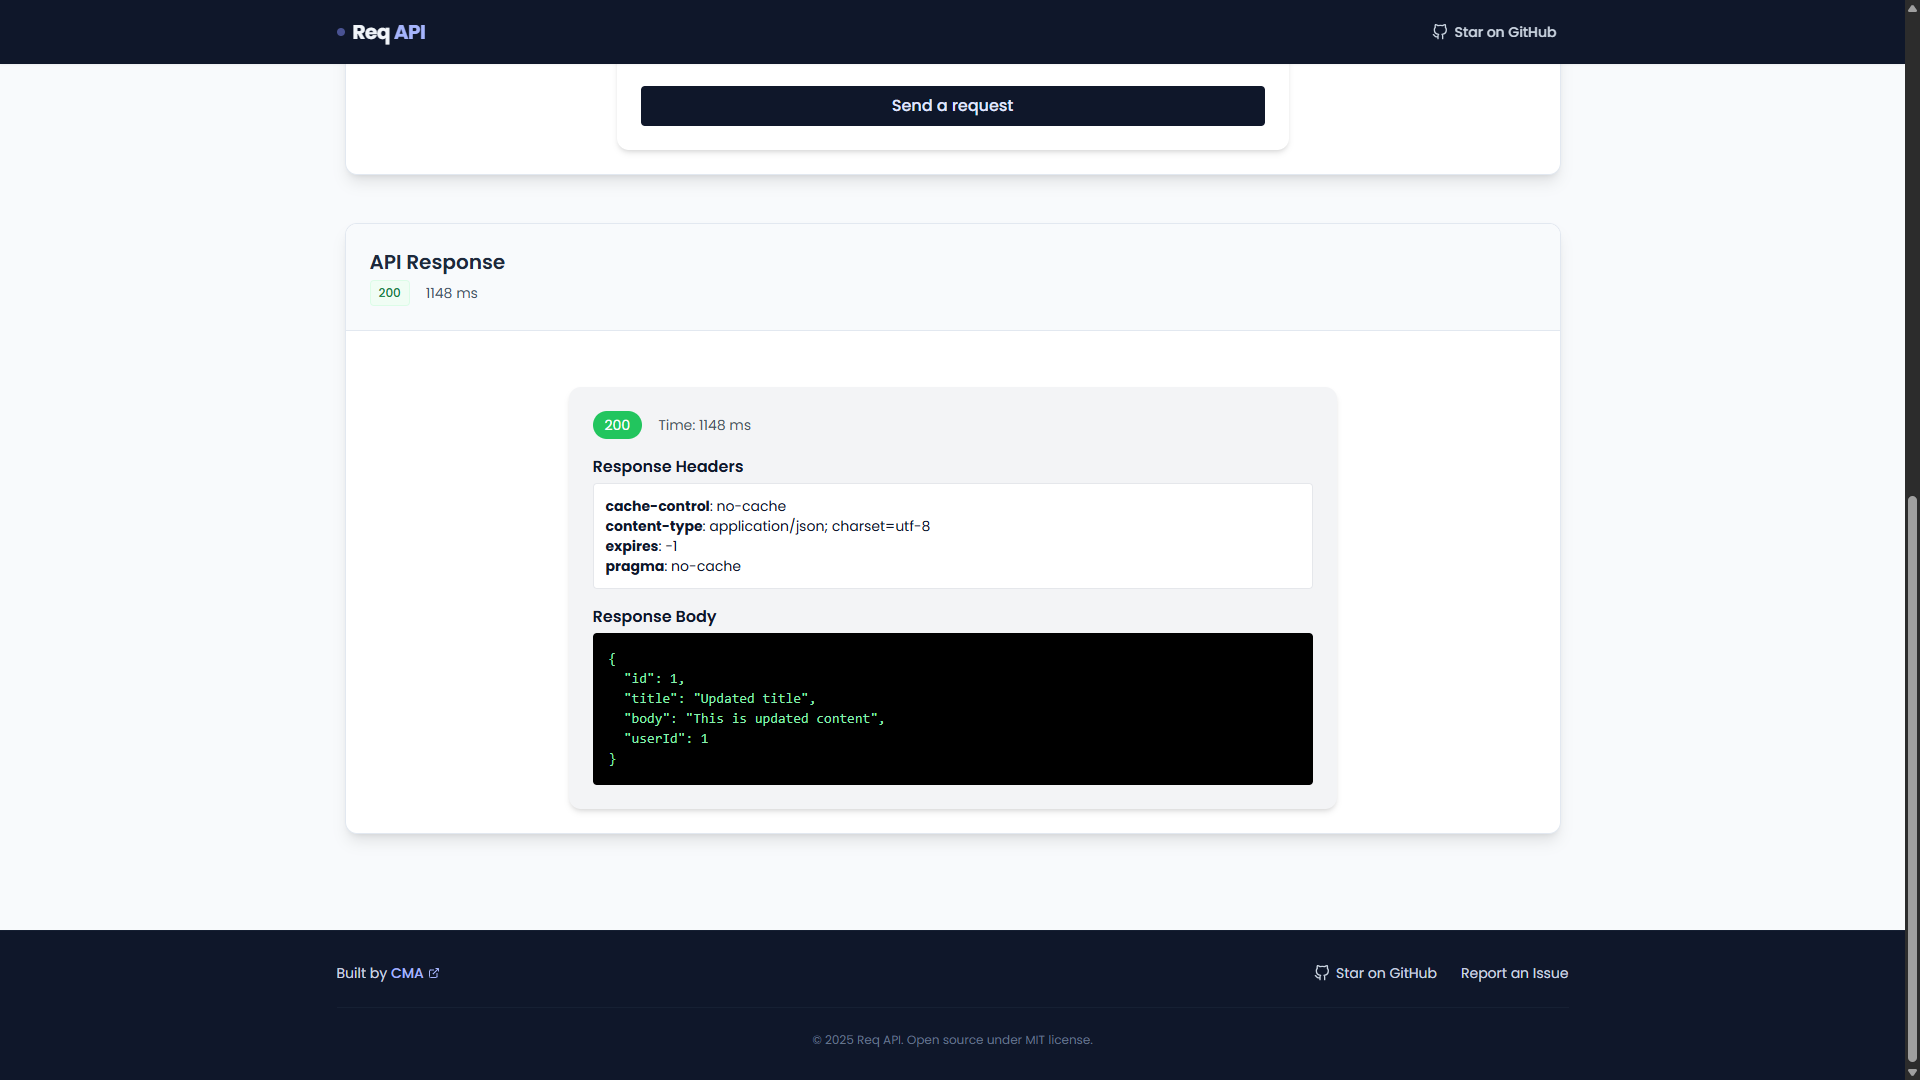 Req API
Star on GitHub
Send a request
API Response
200 1148 ms
200 Time: 1148 ms
Response Headers
cache-control: no-cache
content-type: application/json; charset=utf-8
expires: -1
pragma: no-cache
Response Body
{
  "id": 1,
  "title": "Updated title",
  "body": "This is updated content",
  "userId": 1
}
Built by CMA
Star on GitHub Report an Issue
© 2025 Req API. Open source under MIT license.